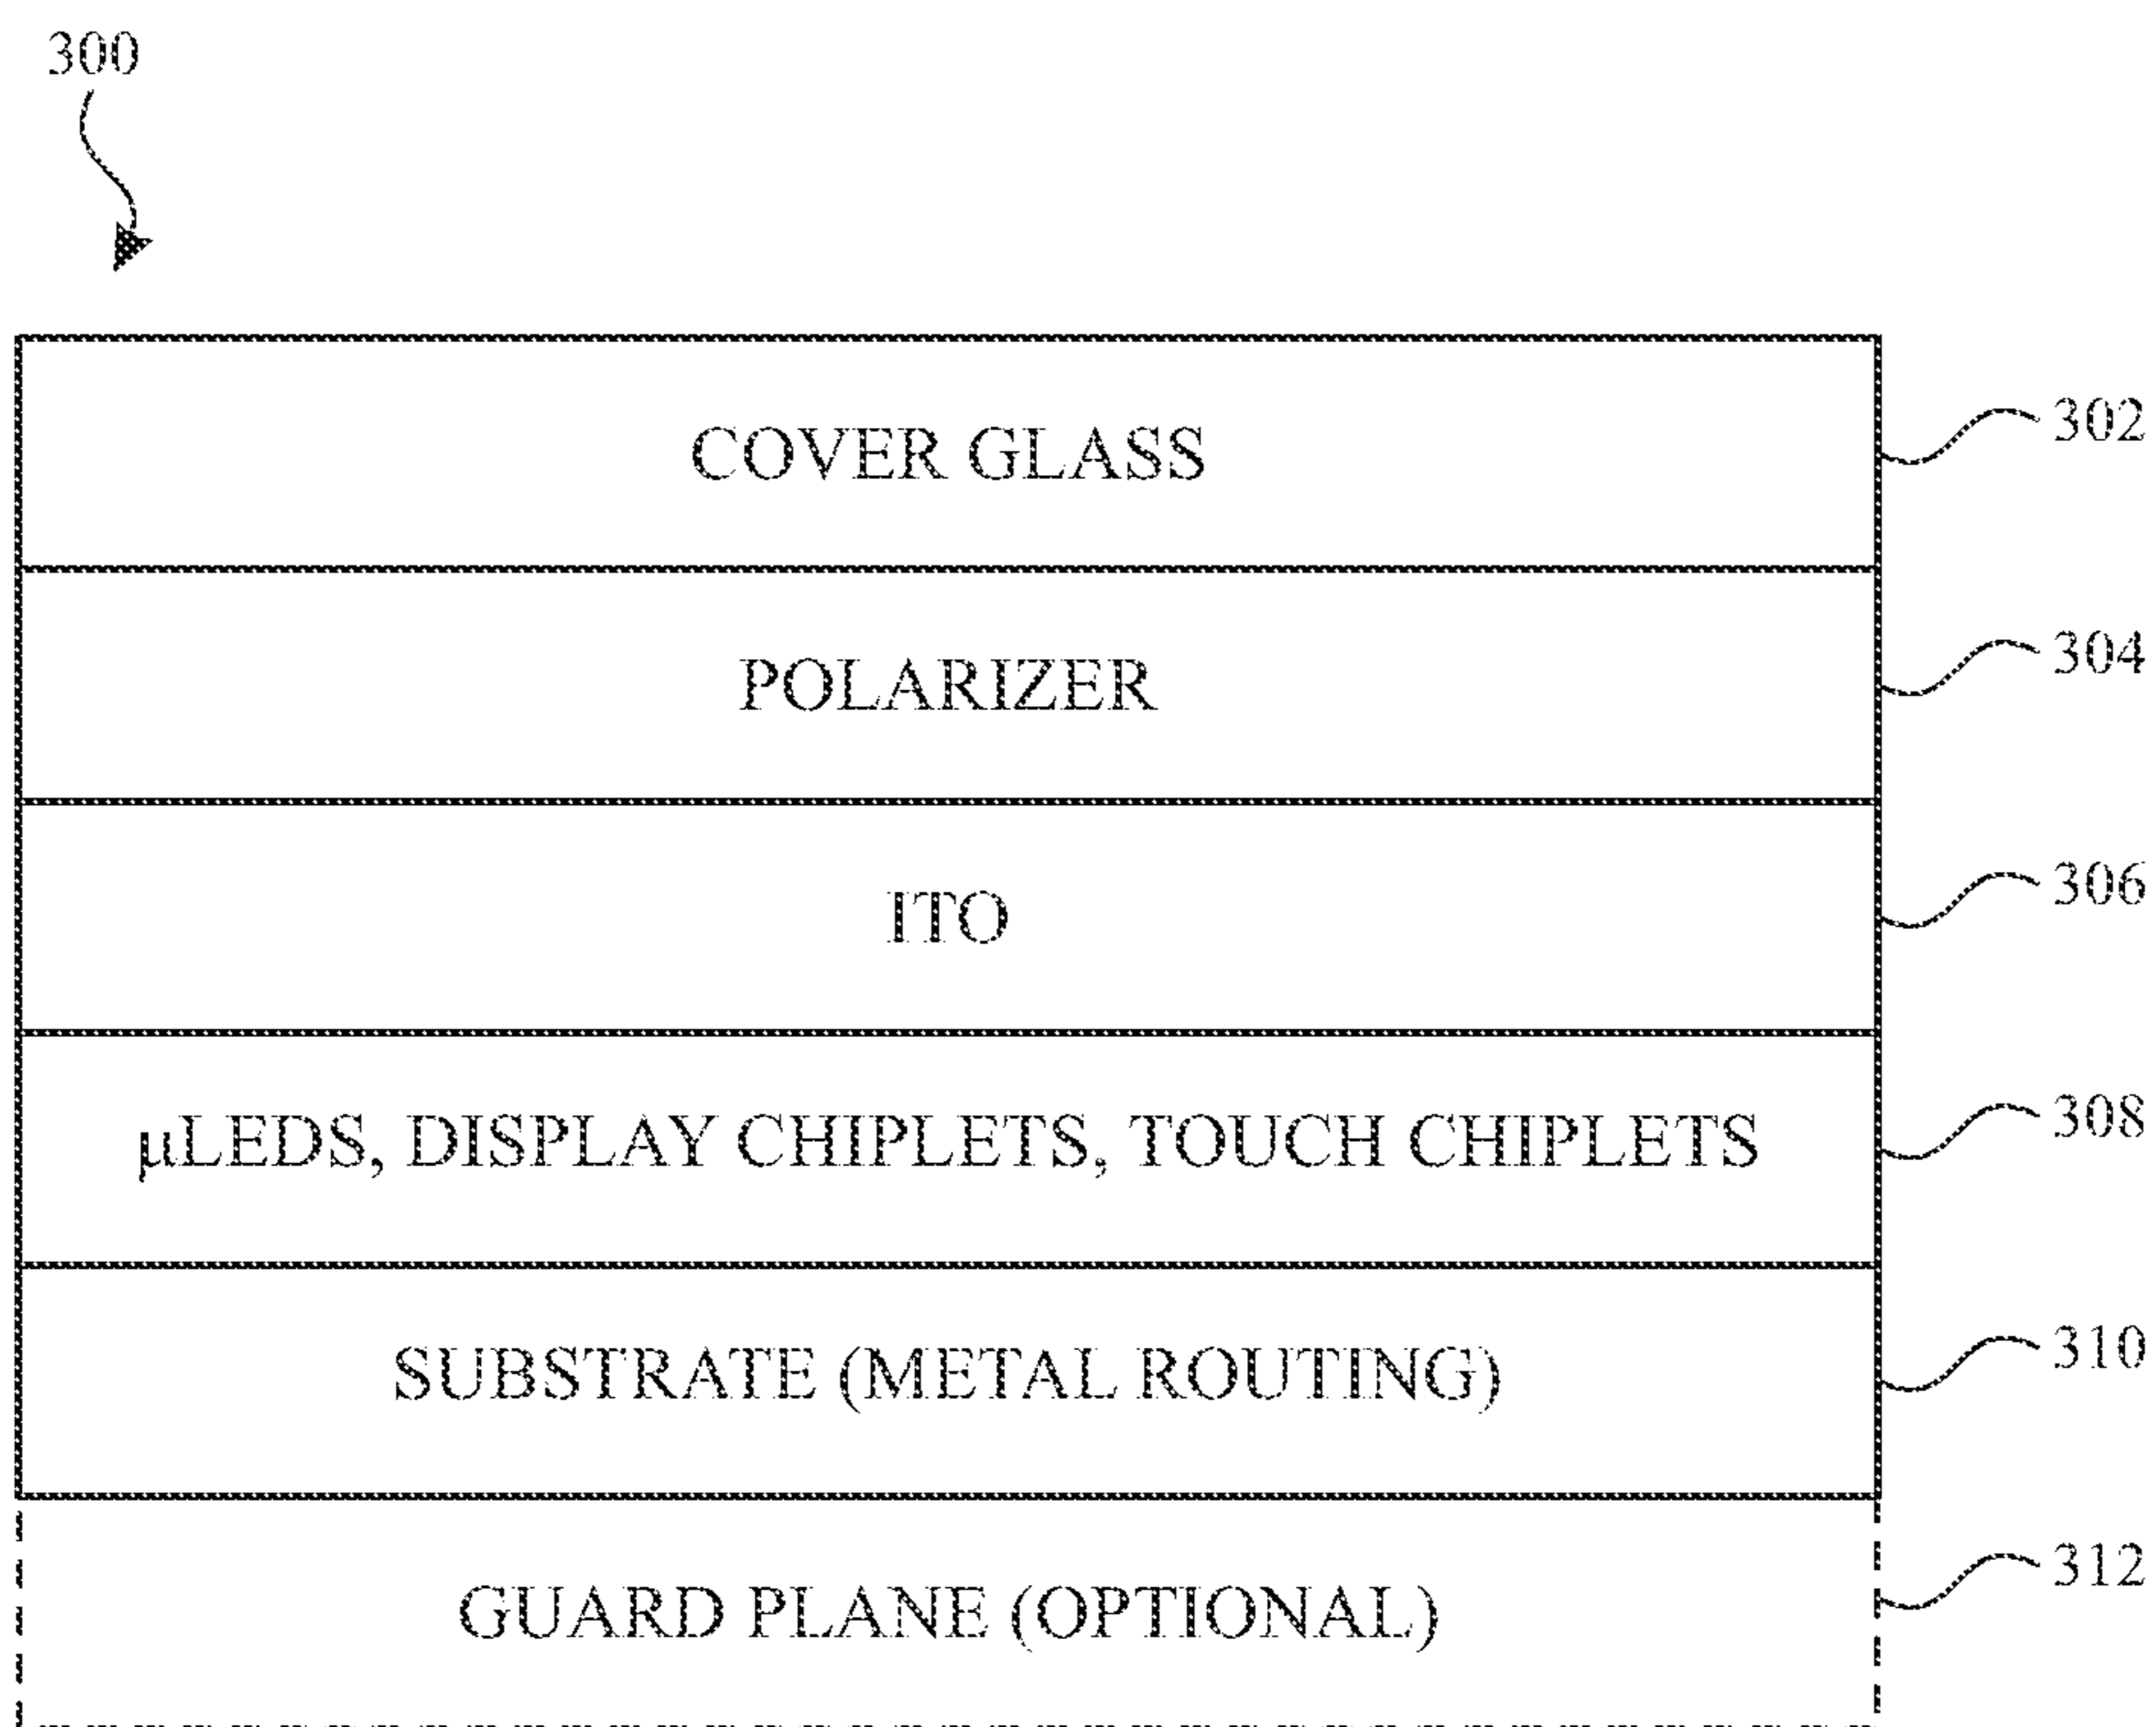 300
COVER GLASS
302
POLARIZER
304
ITO
306
µLEDS, DISPLAY CHIPLETS, TOUCH CHIPLETS
308
SUBSTRATE (METAL ROUTING)
310
GUARD PLANE (OPTIONAL)
312